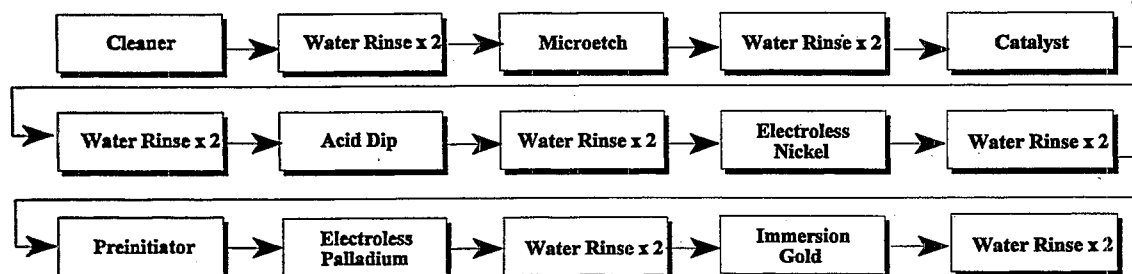 Cleaner
Water Rinse x 2
Microetch
Water Rinse x 2
Catalyst
Water Rinse x 2
Acid Dip
Water Rinse x 2
Electroless
Nickel
Water Rinse x 2
Preinitiator
Electroless
Palladium
Water Rinse x 2
Immersion
Gold
Water Rinse x 2